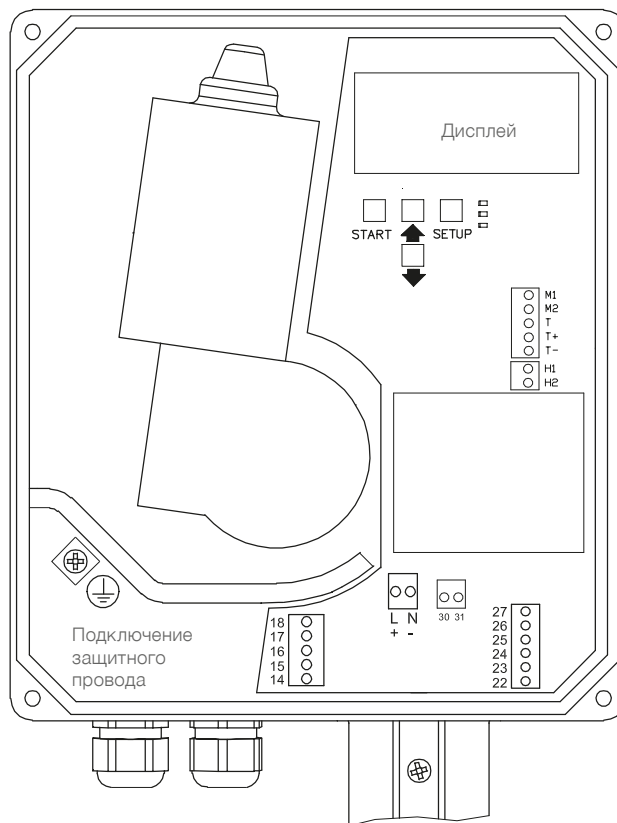 Дисплей
START SETUP
M1
M2
T
T+
T-
H1
H2
L N
+ -
30 31
18
17
16
15
14
27
26
25
24
23
22
Подключение
защитного
провода